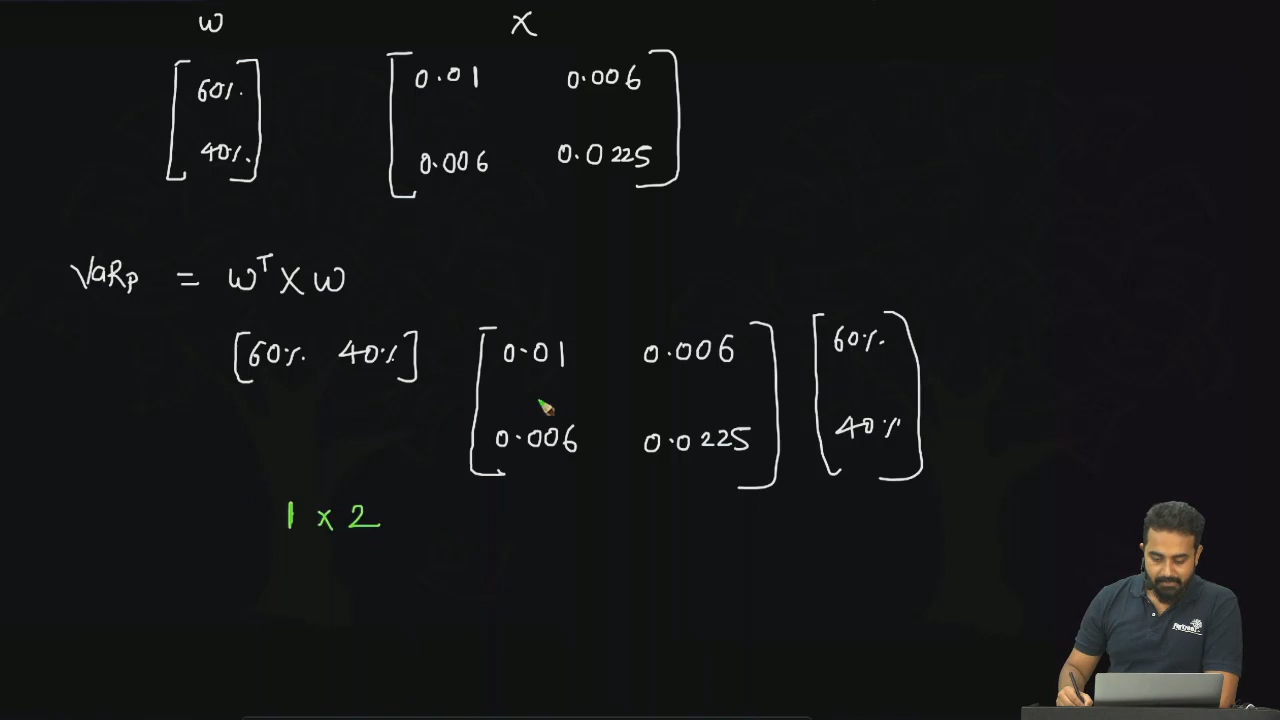 w X
60% 0.01 0.006
40% 0.006 0.0225
VaRp = wᵀ X w
[60% 40%] 0.01 0.006 60%
0.006 0.0225 40%
1 x 2